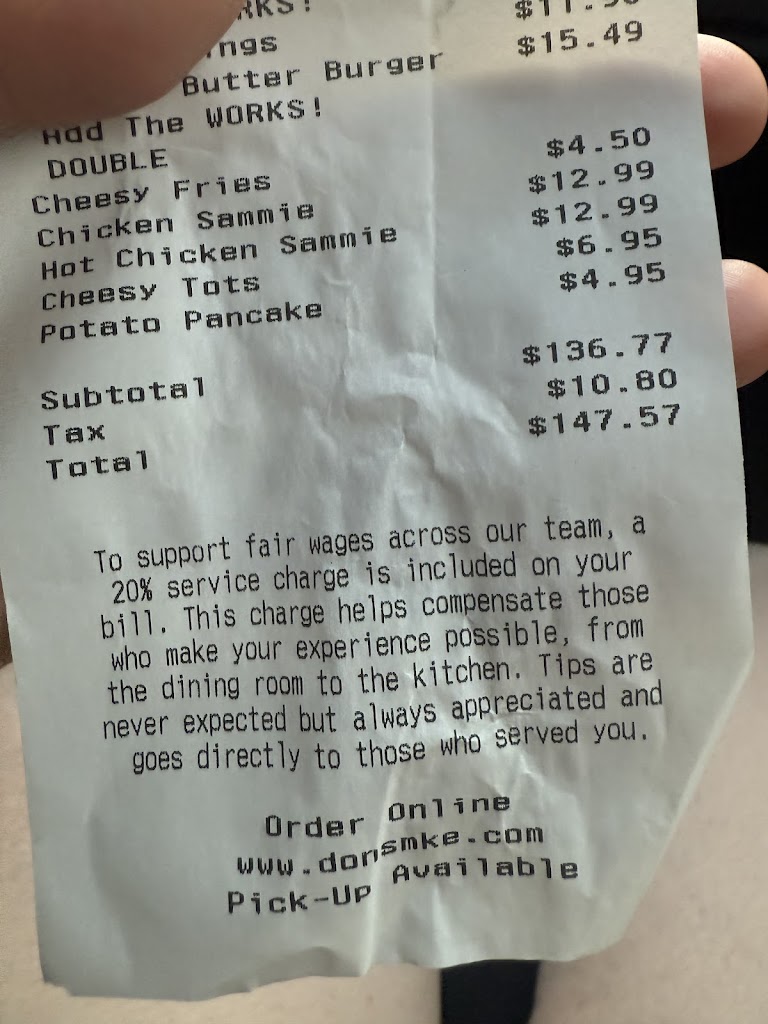 Butter Burger $15.49
Add The WORKS!
DOUBLE
Cheesy Fries $4.50
Chicken Sammie $12.99
Hot Chicken Sammie $12.99
Cheesy Tots $6.95
Potato Pancake $4.95
Subtotal $136.77
Tax $10.80
Total $147.57
To support fair wages across our team, a
20% service charge is included on your
bill. This charge helps compensate those
who make your experience possible, from
the dining room to the kitchen. Tips are
never expected but always appreciated and
goes directly to those who served you.
Order Online
www.donsmke.com
Pick-Up Available